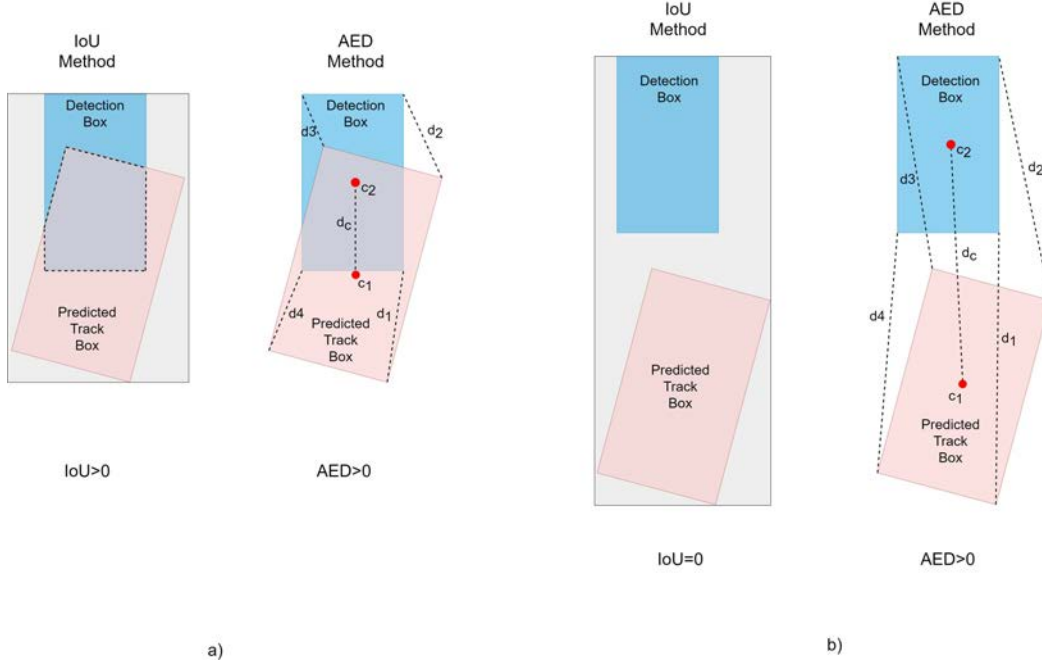 IoU
Method
Detection
Box
Predicted
Track
Box
IoU>0
AED
Method
Detection
Box
d3
d2
c2
dc
c1
d4
d1
Predicted
Track
Box
AED>0
a)
IoU
Method
Detection
Box
Predicted
Track
Box
IoU=0
AED
Method
Detection
Box
c2
d3
d2
dc
d4
d1
c1
Predicted
Track
Box
AED>0
b)